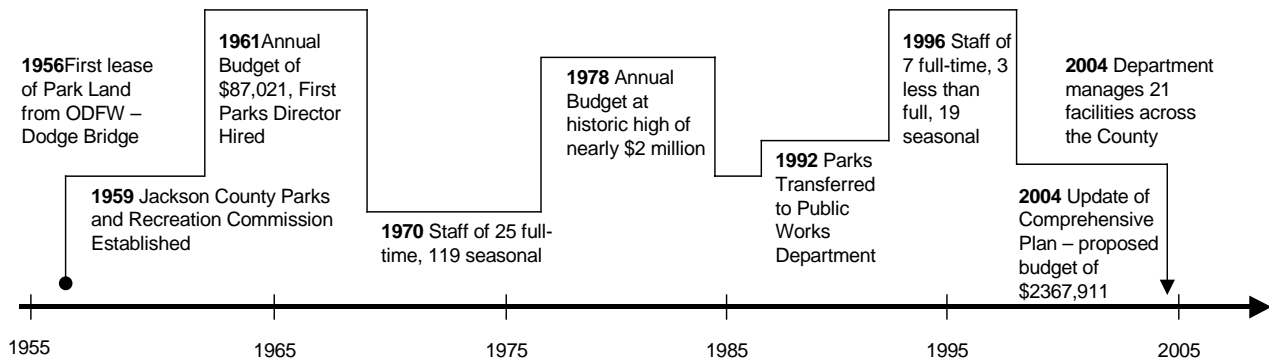 1956First lease
of Park Land
from ODFW –
Dodge Bridge
1959 Jackson County Parks
and Recreation Commission
Established
1961Annual
Budget of
$87,021, First
Parks Director
Hired
1970 Staff of 25 full-
time, 119 seasonal
1978 Annual
Budget at
historic high of
nearly $2 million
1992 Parks
Transferred
to Public
Works
Department
1996 Staff of
7 full-time, 3
less than
full, 19
seasonal
2004 Department
manages 21
facilities across
the County
2004 Update of
Comprehensive
Plan – proposed
budget of
$2367,911
1955
1965
1975
1985
1995
2005